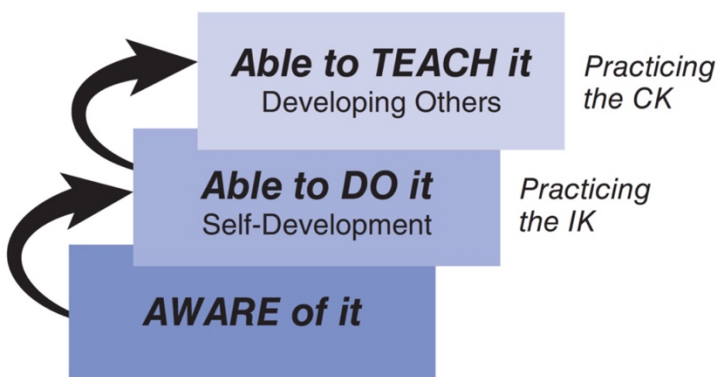 Able to TEACH it
Developing Others
Practicing
the CK
Able to DO it
Self-Development
Practicing
the IK
AWARE of it